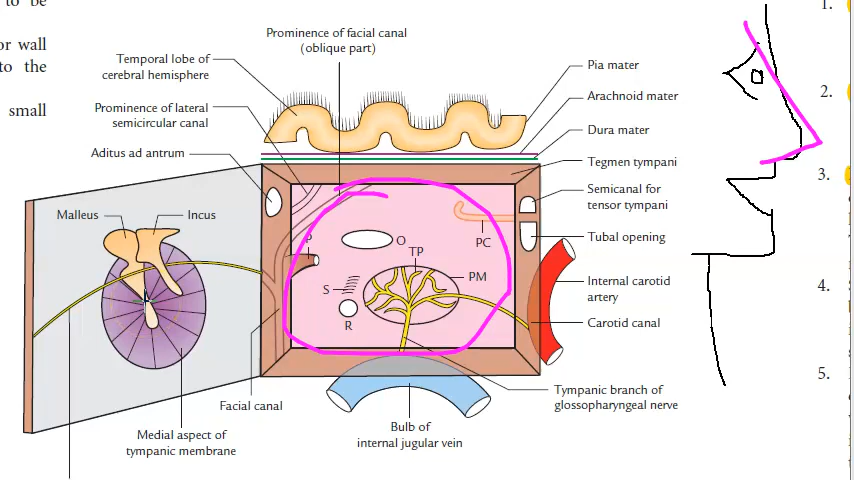 to be
or wall
to the
small
Prominence of facial canal
(oblique part)
Temporal lobe of
cerebral hemisphere
Prominence of lateral
semicircular canal
Aditus ad antrum
Malleus
Incus
Pia mater
Arachnoid mater
Dura mater
Tegmen tympani
Semicanal for
tensor tympani
Tubal opening
Internal carotid
artery
Carotid canal
Tympanic branch of
glossopharyngeal nerve
P
O
TP
PC
PM
S
R
Facial canal
Medial aspect of
tympanic membrane
Bulb of
internal jugular vein
1.
2.
3.
4.
5.